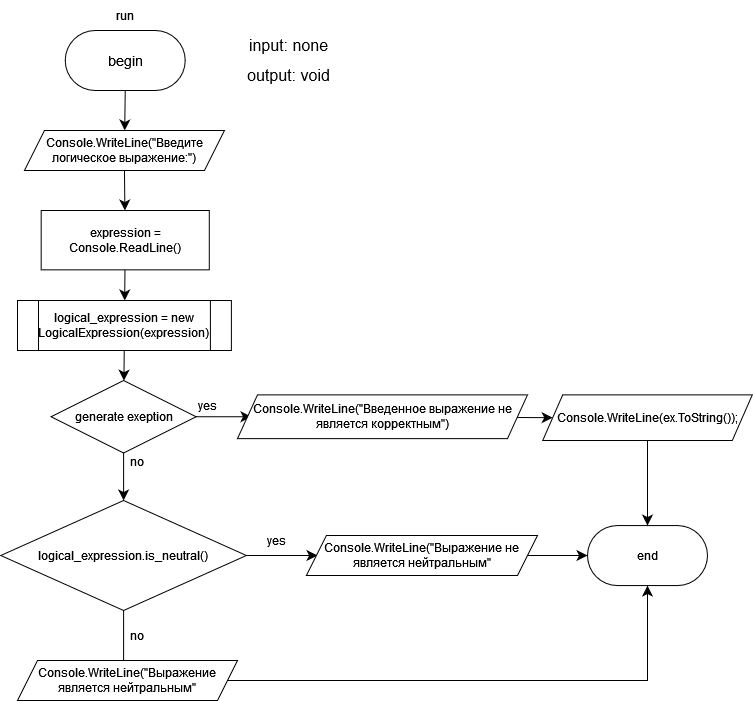 run
begin
input: none
output: void
Console.WriteLine("Введите
логическое выражение:")
expression =
Console.ReadLine()
logical_expression = new
LogicalExpression(expression)
generate exeption
yes
Console.WriteLine("Введенное выражение не
является корректным")
Console.WriteLine(ex.ToString());
no
logical_expression.is_neutral()
yes
Console.WriteLine("Выражение не
является нейтральным"
end
no
Console.WriteLine("Выражение
является нейтральным"